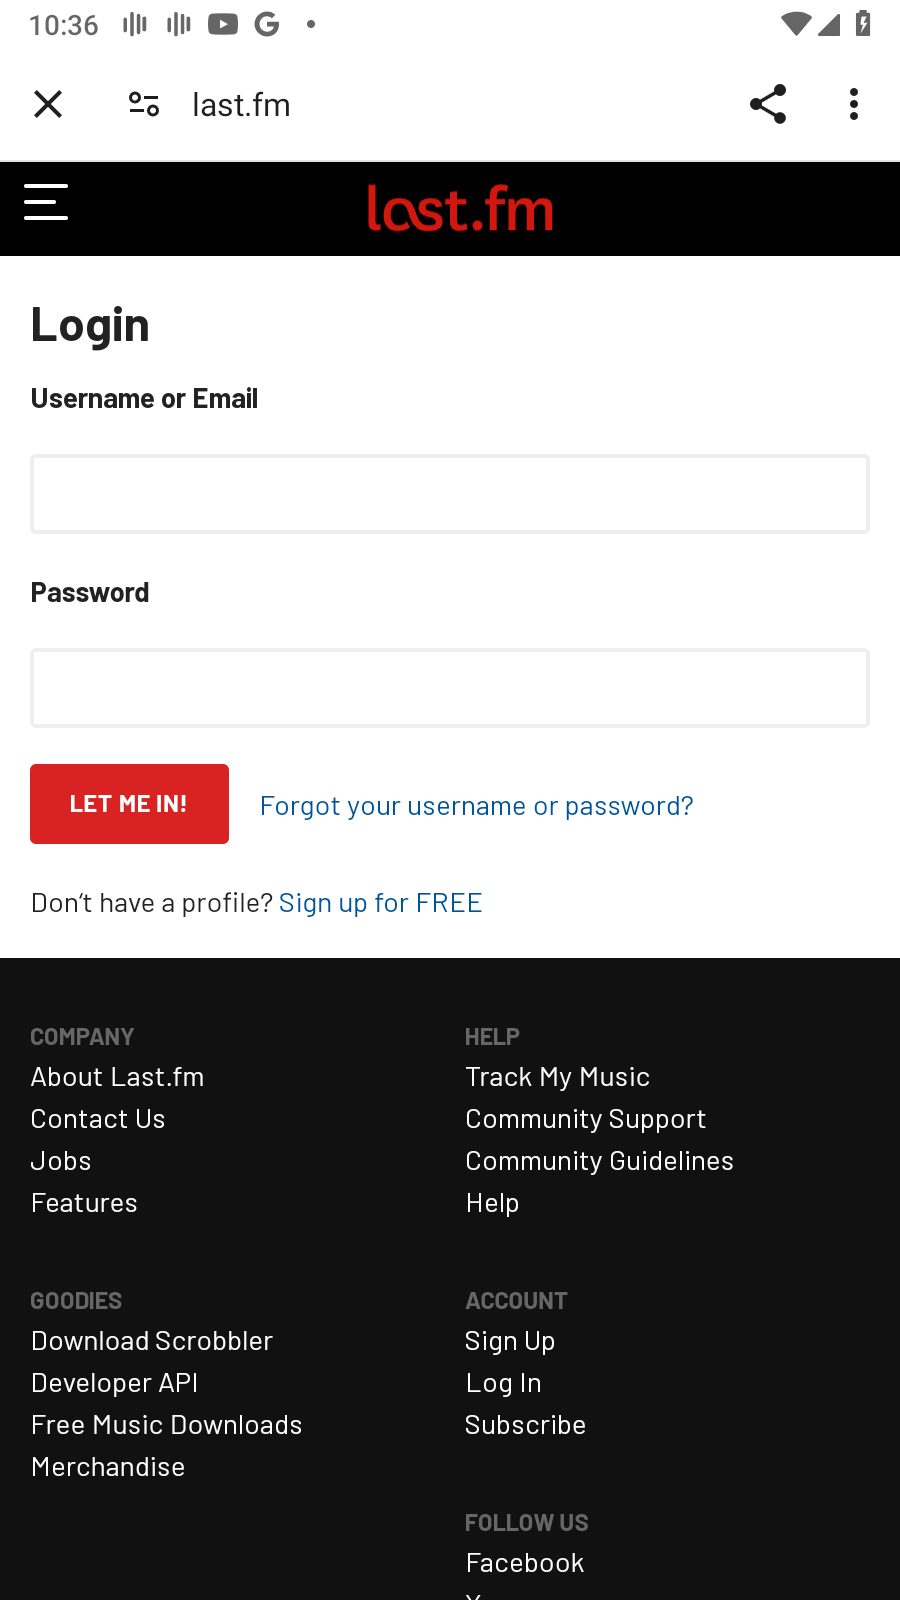 10:36
last.fm
last.fm
Login
Username or Email
Password
LET ME IN!
Forgot your username or password?
Don't have a profile? Sign up for FREE
COMPANY
About Last.fm
Contact Us
Jobs
Features
HELP
Track My Music
Community Support
Community Guidelines
Help
GOODIES
Download Scrobbler
Developer API
Free Music Downloads
Merchandise
ACCOUNT
Sign Up
Log In
Subscribe
FOLLOW US
Facebook